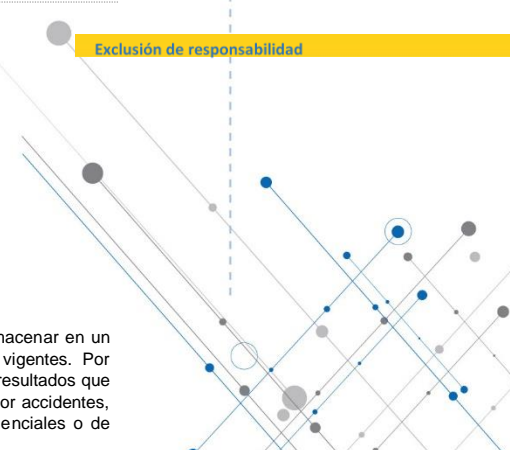 Exclusión de responsabilidad
macenar en un
vigentes. Por
resultados que
or accidentes,
enciales o de